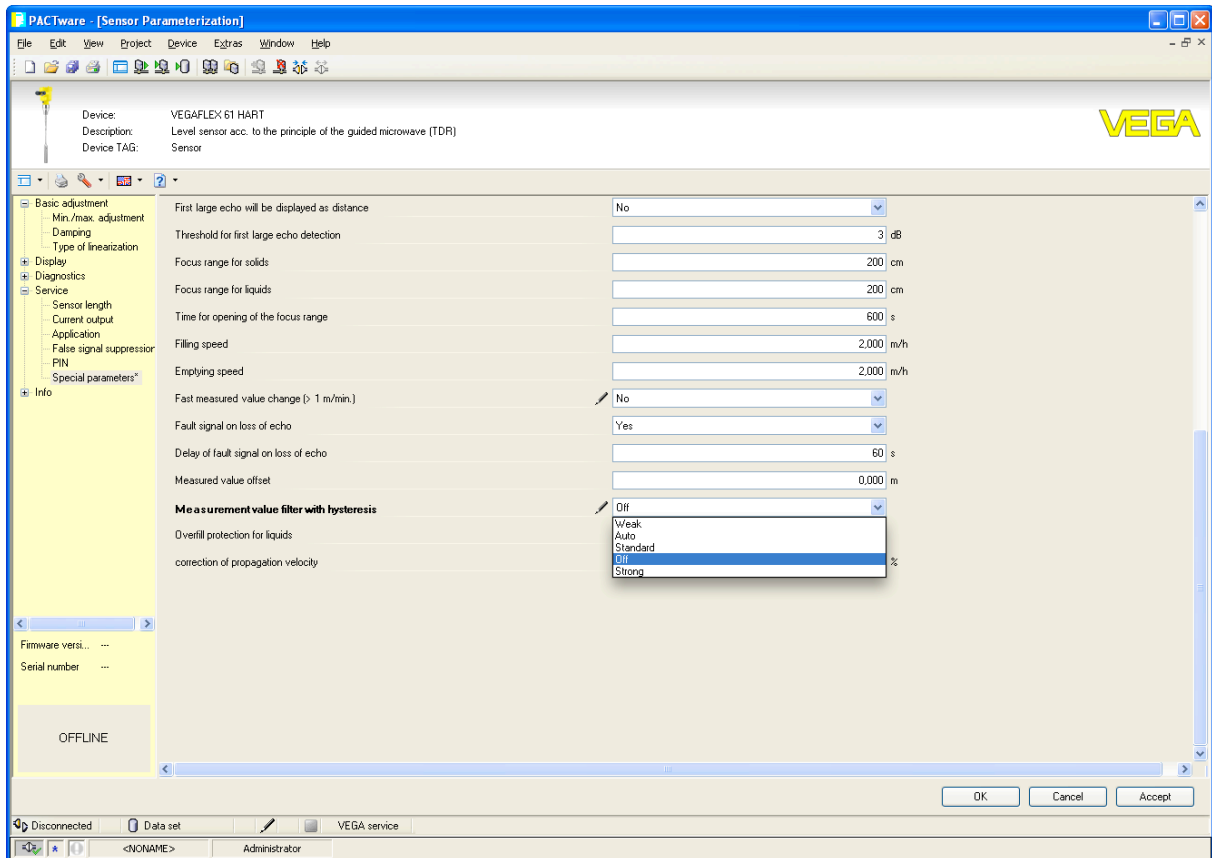 PACTware - [Sensor Parameterization]
File Edit View Project Device Extras Window Help
Device: VEGAFLEX 61 HART
Description: Level sensor acc. to the principle of the guided microwave (TDR)
Device TAG: Sensor
VEGA
Basic adjustment
Min./max. adjustment
Damping
Type of linearization
Display
Diagnostics
Service
Sensor length
Current output
Application
False signal suppression
PIN
Special parameters*
Info
Firmware versi... ---
Serial number ---
OFFLINE
First large echo will be displayed as distance No
Threshold for first large echo detection 3 dB
Focus range for solids 200 cm
Focus range for liquids 200 cm
Time for opening of the focus range 600 s
Filling speed 2,000 m/h
Emptying speed 2,000 m/h
Fast measured value change (> 1 m/min.) No
Fault signal on loss of echo Yes
Delay of fault signal on loss of echo 60 s
Measured value offset 0,000 m
Measurement value filter with hysteresis Off
Weak
Auto
Standard
Off
Strong
Overfill protection for liquids
correction of propagation velocity %
OK Cancel Accept
Disconnected Data set VEGA service
<NONAME> Administrator